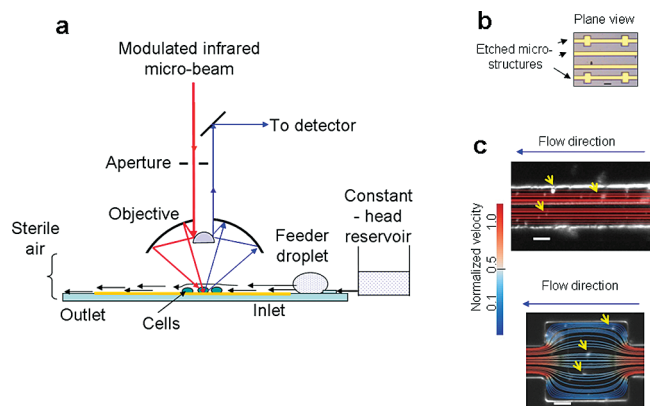 a
Modulated infrared
micro-beam
To detector
Aperture
Objective
Constant
- head
reservoir
Feeder
droplet
Sterile
air
Outlet
Cells
Inlet
b
Plane view
Etched micro-
structures
c
Flow direction
Normalized velocity
0.1 0.5 1.0
Flow direction